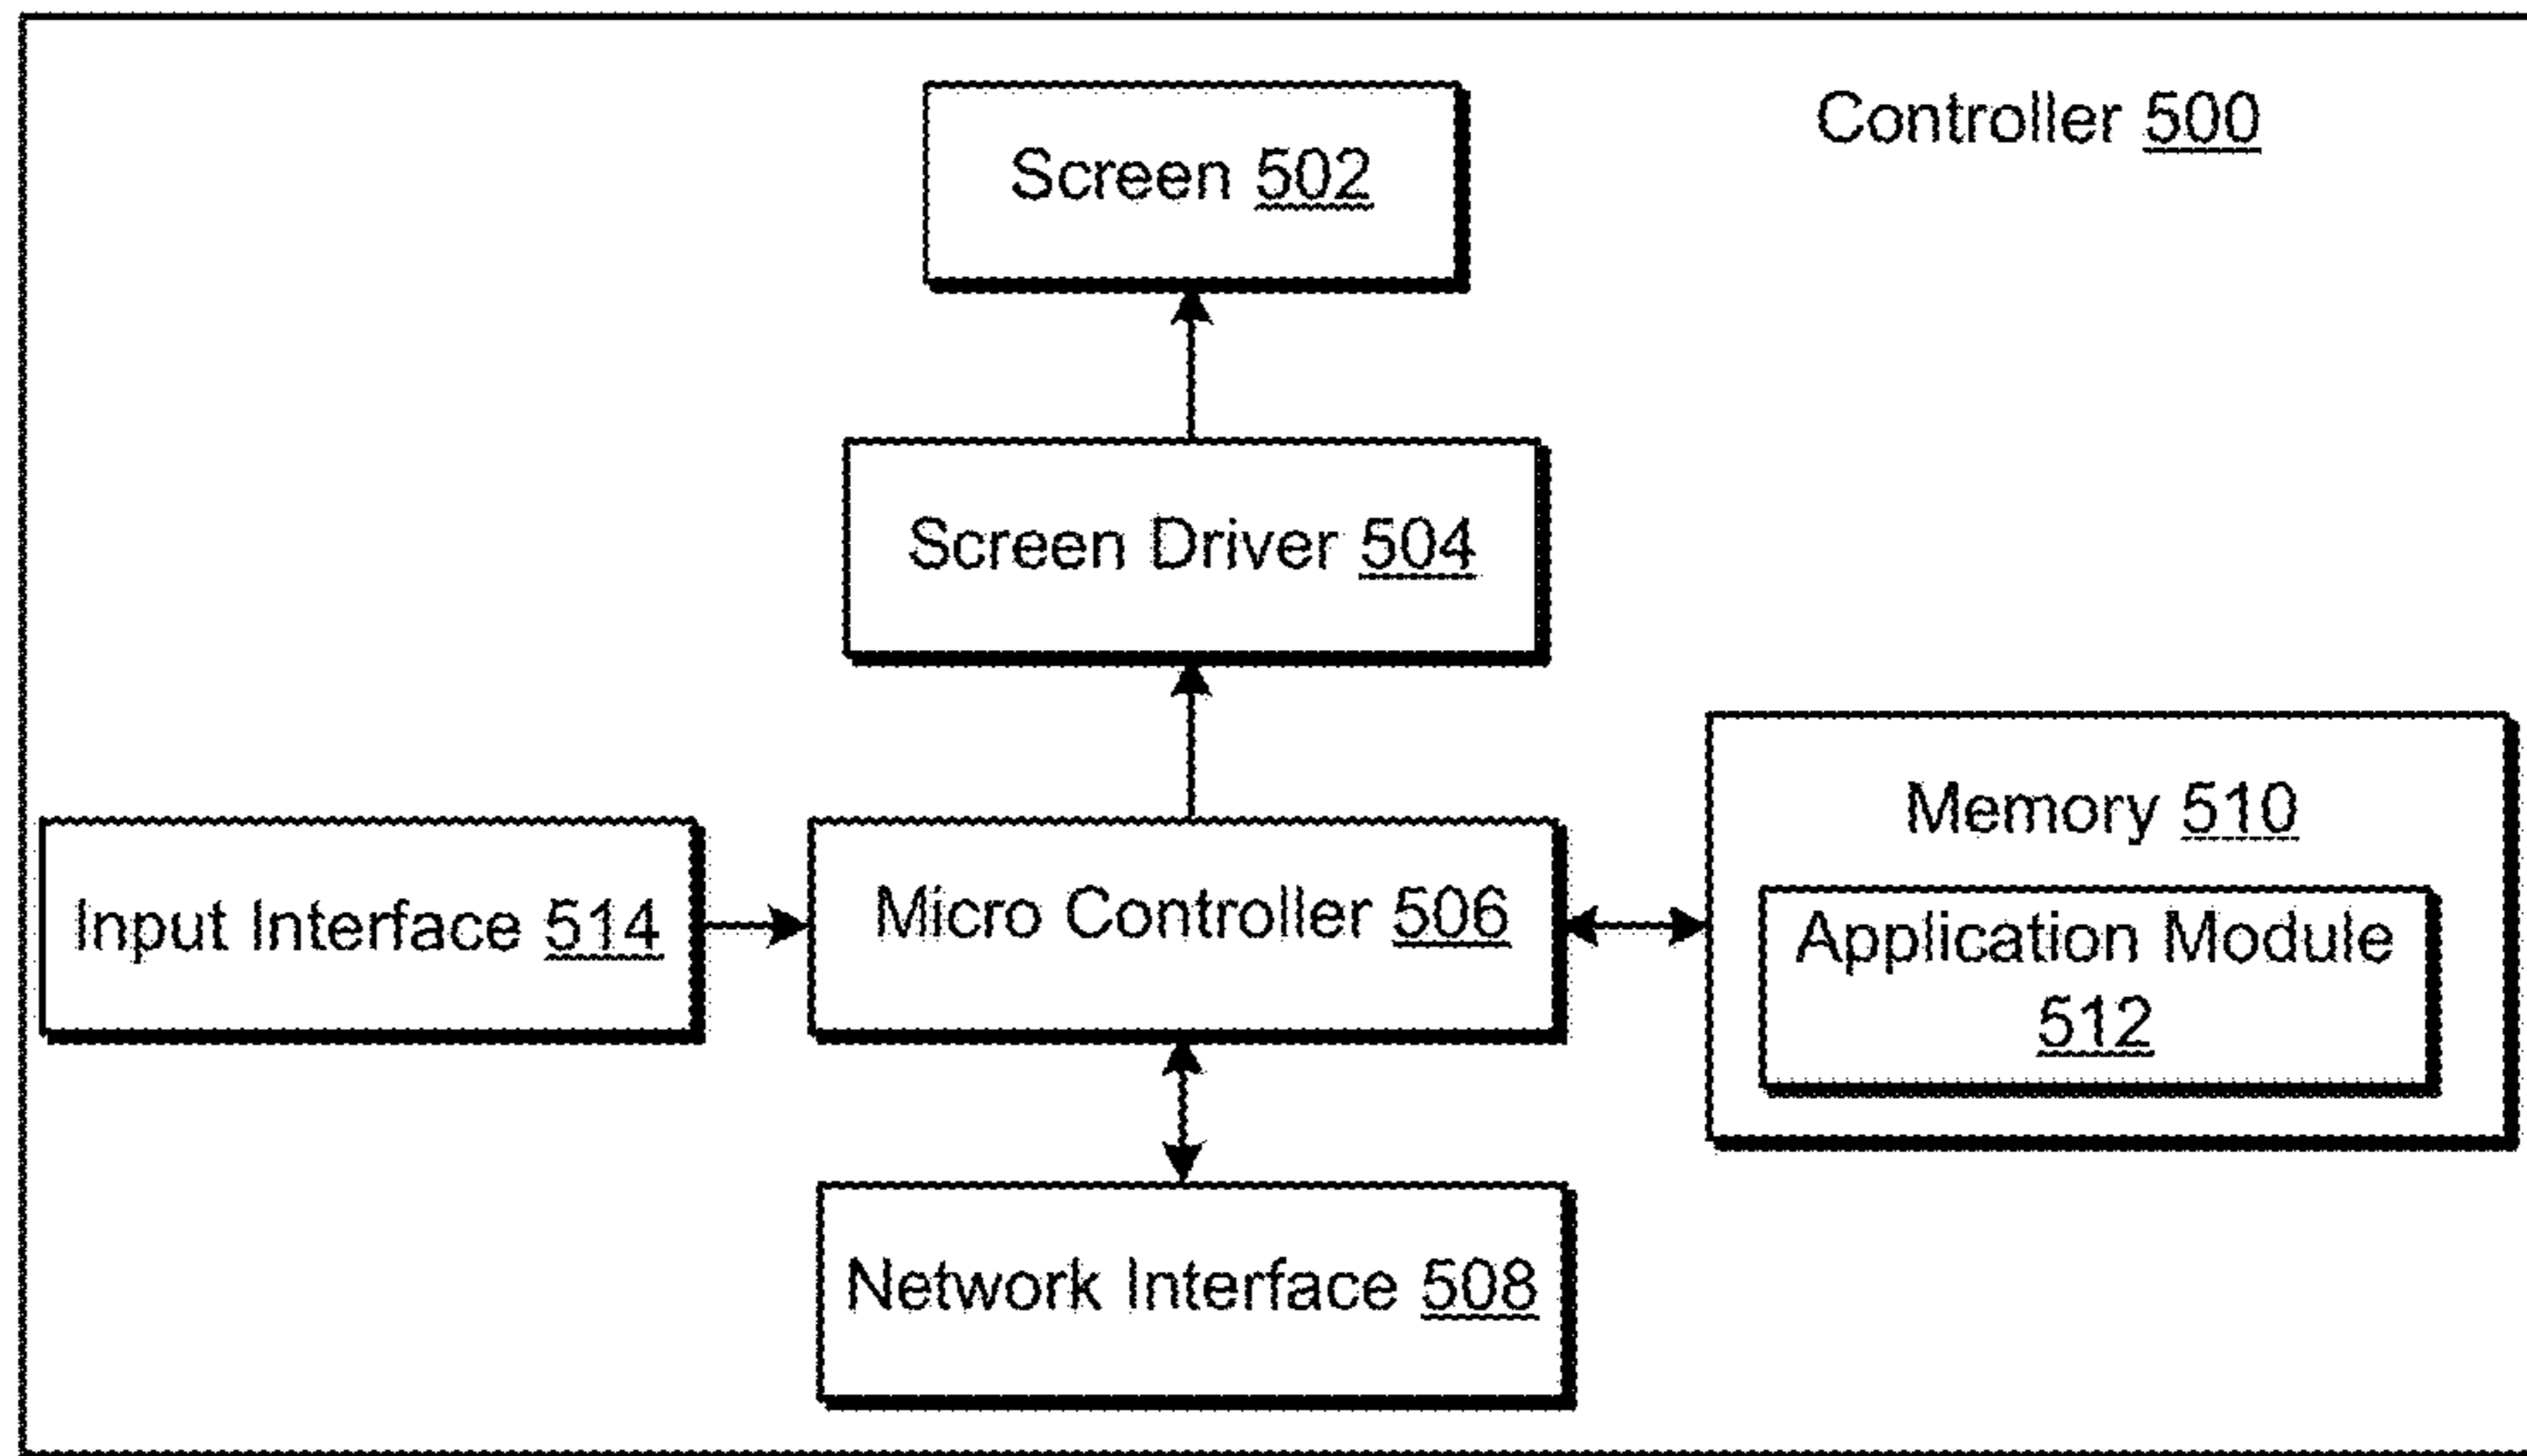 Controller 500
Screen 502
Screen Driver 504
Memory 510
Input Interface 514
Micro Controller 506
Application Module
512
Network Interface 508